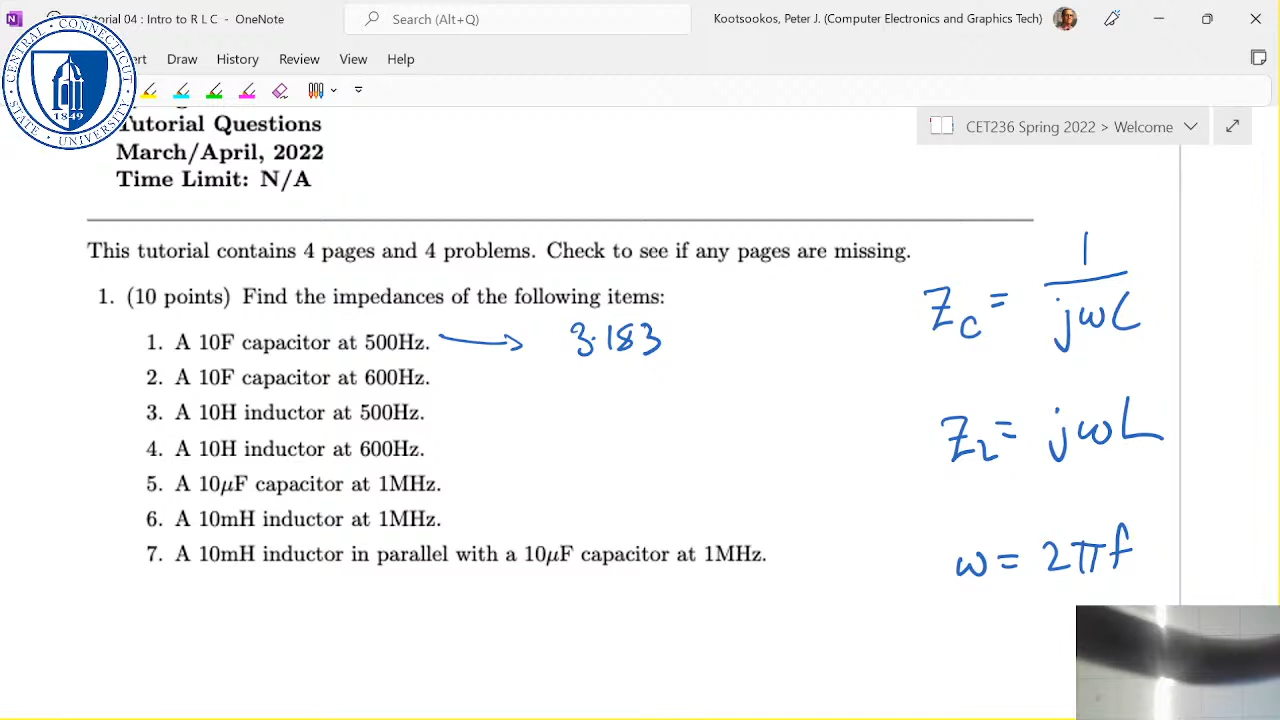 Tutorial 04 : Intro to R L C - OneNote
Search (Alt+Q)
Kootsookos, Peter J. (Computer Electronics and Graphics Tech)
Draw
History
Review
View
Help
CENTRAL CONNECTICUT STATE UNIVERSITY
1849
CET236 Spring 2022 > Welcome
Tutorial Questions
March/April, 2022
Time Limit: N/A
This tutorial contains 4 pages and 4 problems. Check to see if any pages are missing.
1. (10 points) Find the impedances of the following items:
1. A 10F capacitor at 500Hz. → 3.183
2. A 10F capacitor at 600Hz.
3. A 10H inductor at 500Hz.
4. A 10H inductor at 600Hz.
5. A 10μF capacitor at 1MHz.
6. A 10mH inductor at 1MHz.
7. A 10mH inductor in parallel with a 10μF capacitor at 1MHz.
Z_C = 1/jωC
Z_L = jωL
ω = 2πf